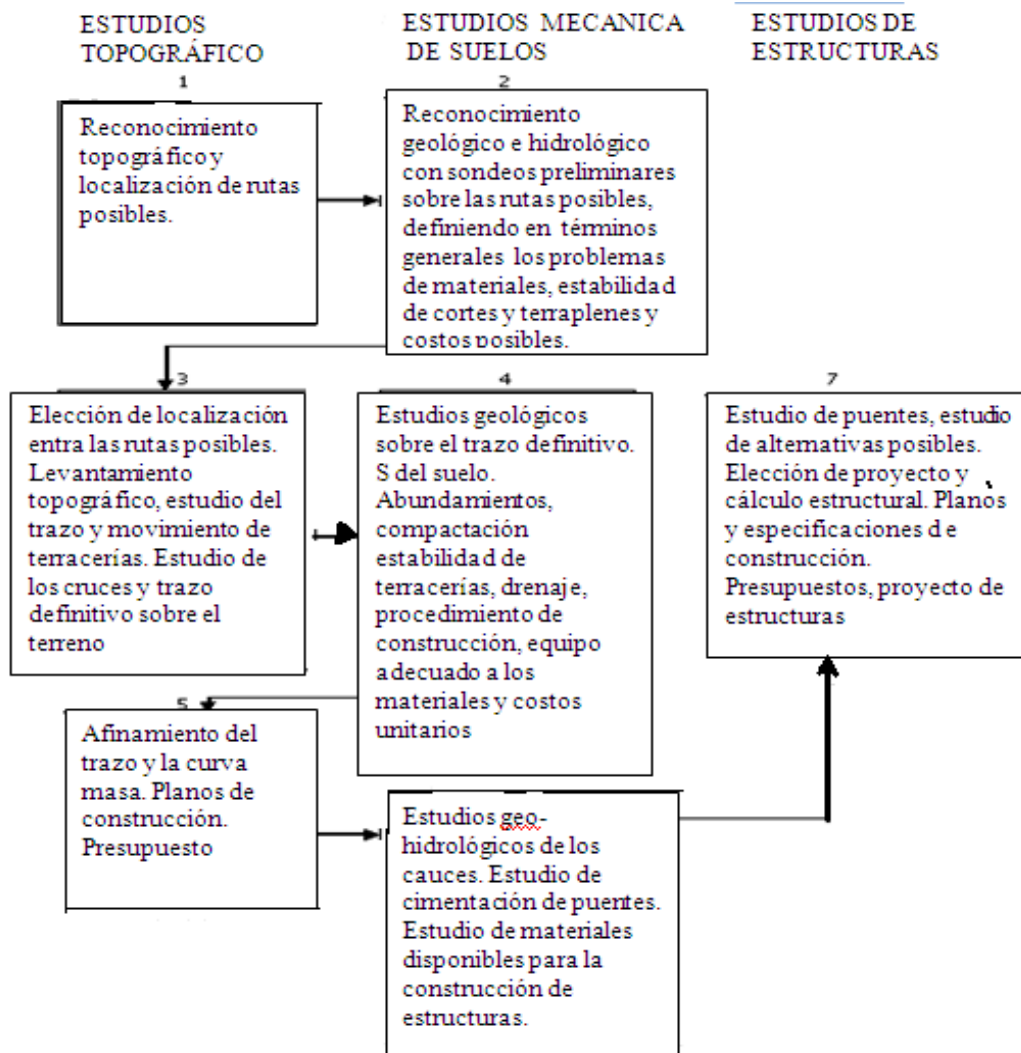 ESTUDIOS
TOPOGRÁFICO
ESTUDIOS MECANICA
DE SUELOS
ESTUDIOS DE
ESTRUCTURAS
1
Reconocimiento
topográfico y
localización de rutas
posibles.
2
Reconocimiento
geológico e hidrológico
con sondeos preliminares
sobre las rutas posibles,
definiendo en términos
generales los problemas
de materiales, estabilidad
de cortes y terraplenes y
costos posibles.
3
Elección de localización
entra las rutas posibles.
Levantamiento
topográfico, estudio del
trazo y movimiento de
terracerías. Estudio de
los cruces y trazo
definitivo sobre el
terreno
4
Estudios geológicos
sobre el trazo definitivo.
S del suelo.
Abundamientos,
compactación
estabilidad de
terracerías, drenaje,
procedimiento de
construcción, equipo
adecuado a los
materiales y costos
unitarios
5
Afinamiento del
trazo y la curva
masa. Planos de
construcción.
Presupuesto
Estudios geo-
hidrológicos de los
cauces. Estudio de
cimentación de puentes.
Estudio de materiales
disponibles para la
construcción de
estructuras.
7
Estudio de puentes, estudio
de alternativas posibles.
Elección de proyecto y
cálculo estructural. Planos
y especificaciones d e
construcción.
Presupuestos, proyecto de
estructuras